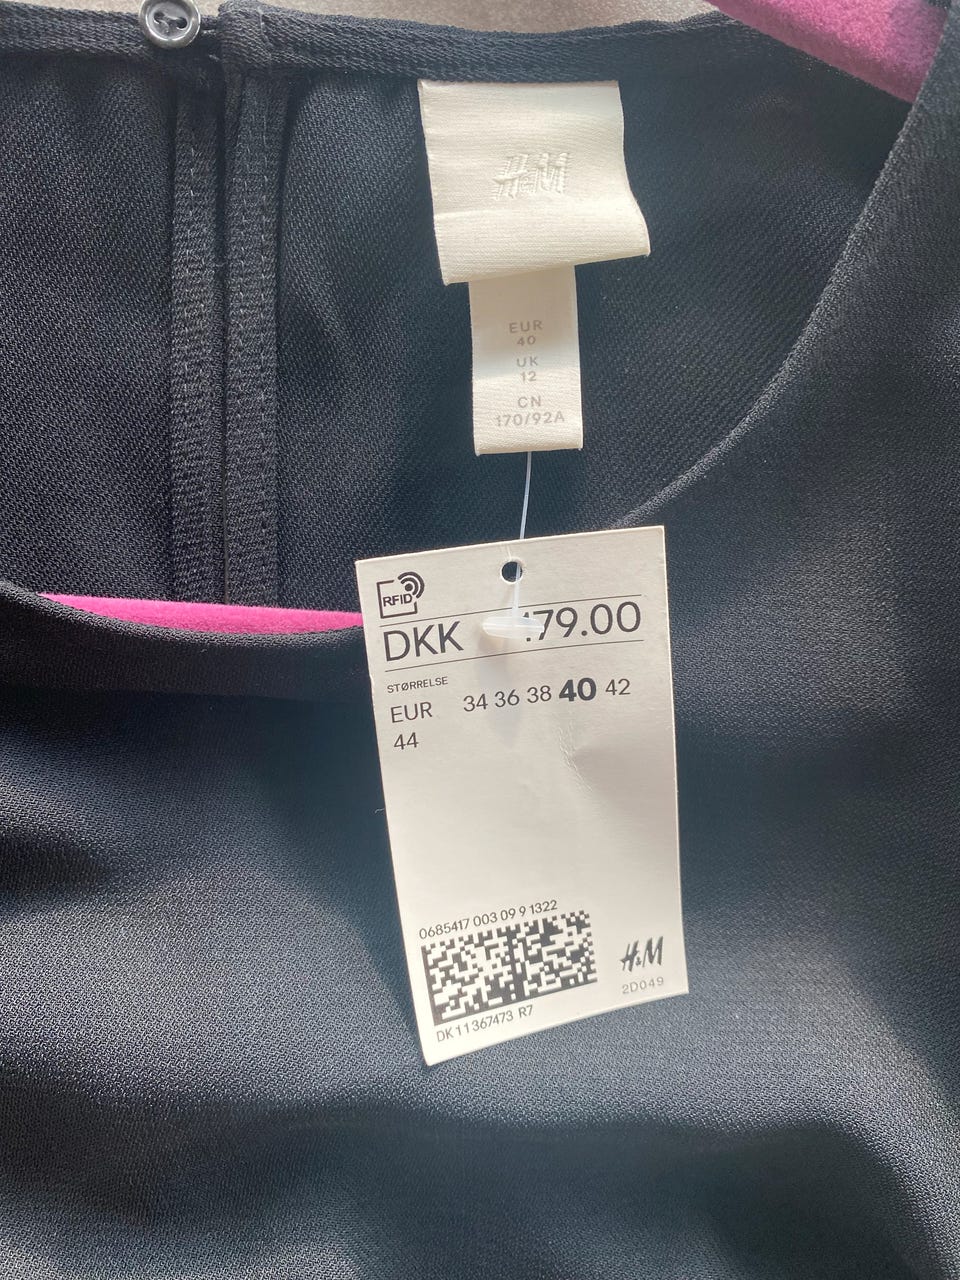 H&M
EUR
40
UK
12
CN
170/92A
RFID
DKK 179.00
STØRRELSE
EUR 34 36 38 40 42
44
0685417 003 09 9 1322
H&M
2D049
DK11367473 R7